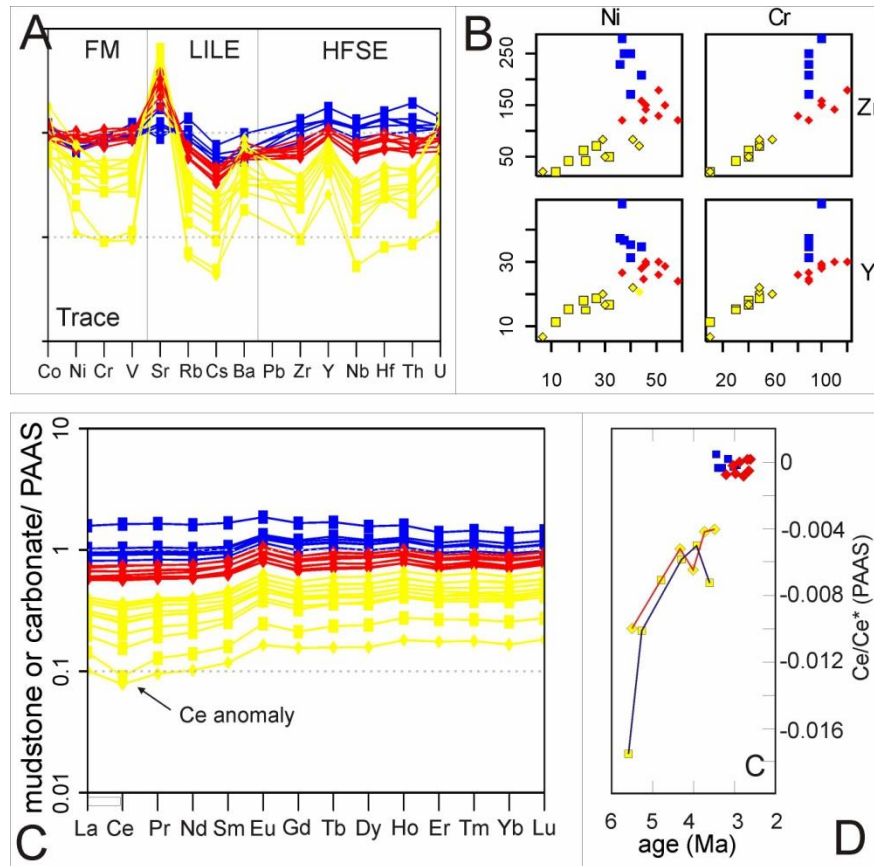 A
FM
LILE
HFSE
Trace
Co Ni Cr V Sr Rb Cs Ba Pb Zr Y Nb Hf Th U
B
Ni
Cr
250
150
50
Zr
30
10
Y
10 30 50
20 60 100
mudstone or carbonate/ PAAS
10
1
0.1
0.01
Ce anomaly
La Ce Pr Nd Sm Eu Gd Tb Dy Ho Er Tm Yb Lu
C
0
-0.004
-0.008
-0.012
-0.016
Ce/Ce* (PAAS)
C
6 5 4 3 2
age (Ma)
D